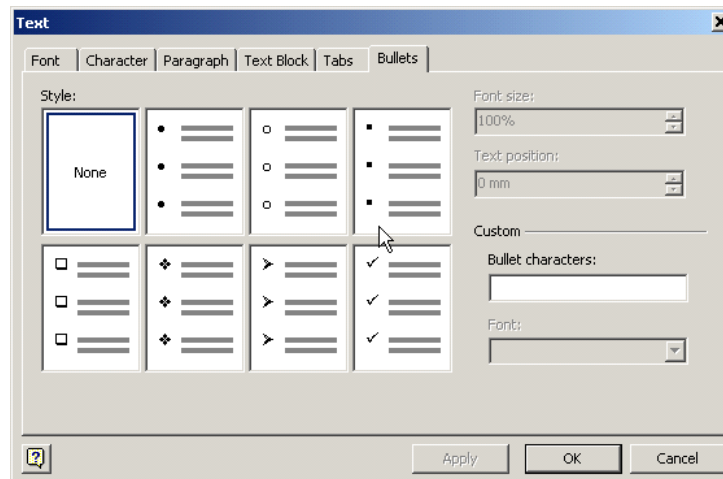 Text
Font Character Paragraph Text Block Tabs Bullets
Style:
None
Font size:
100%
Text position:
0 mm
Custom
Bullet characters:
Font:
Apply OK Cancel